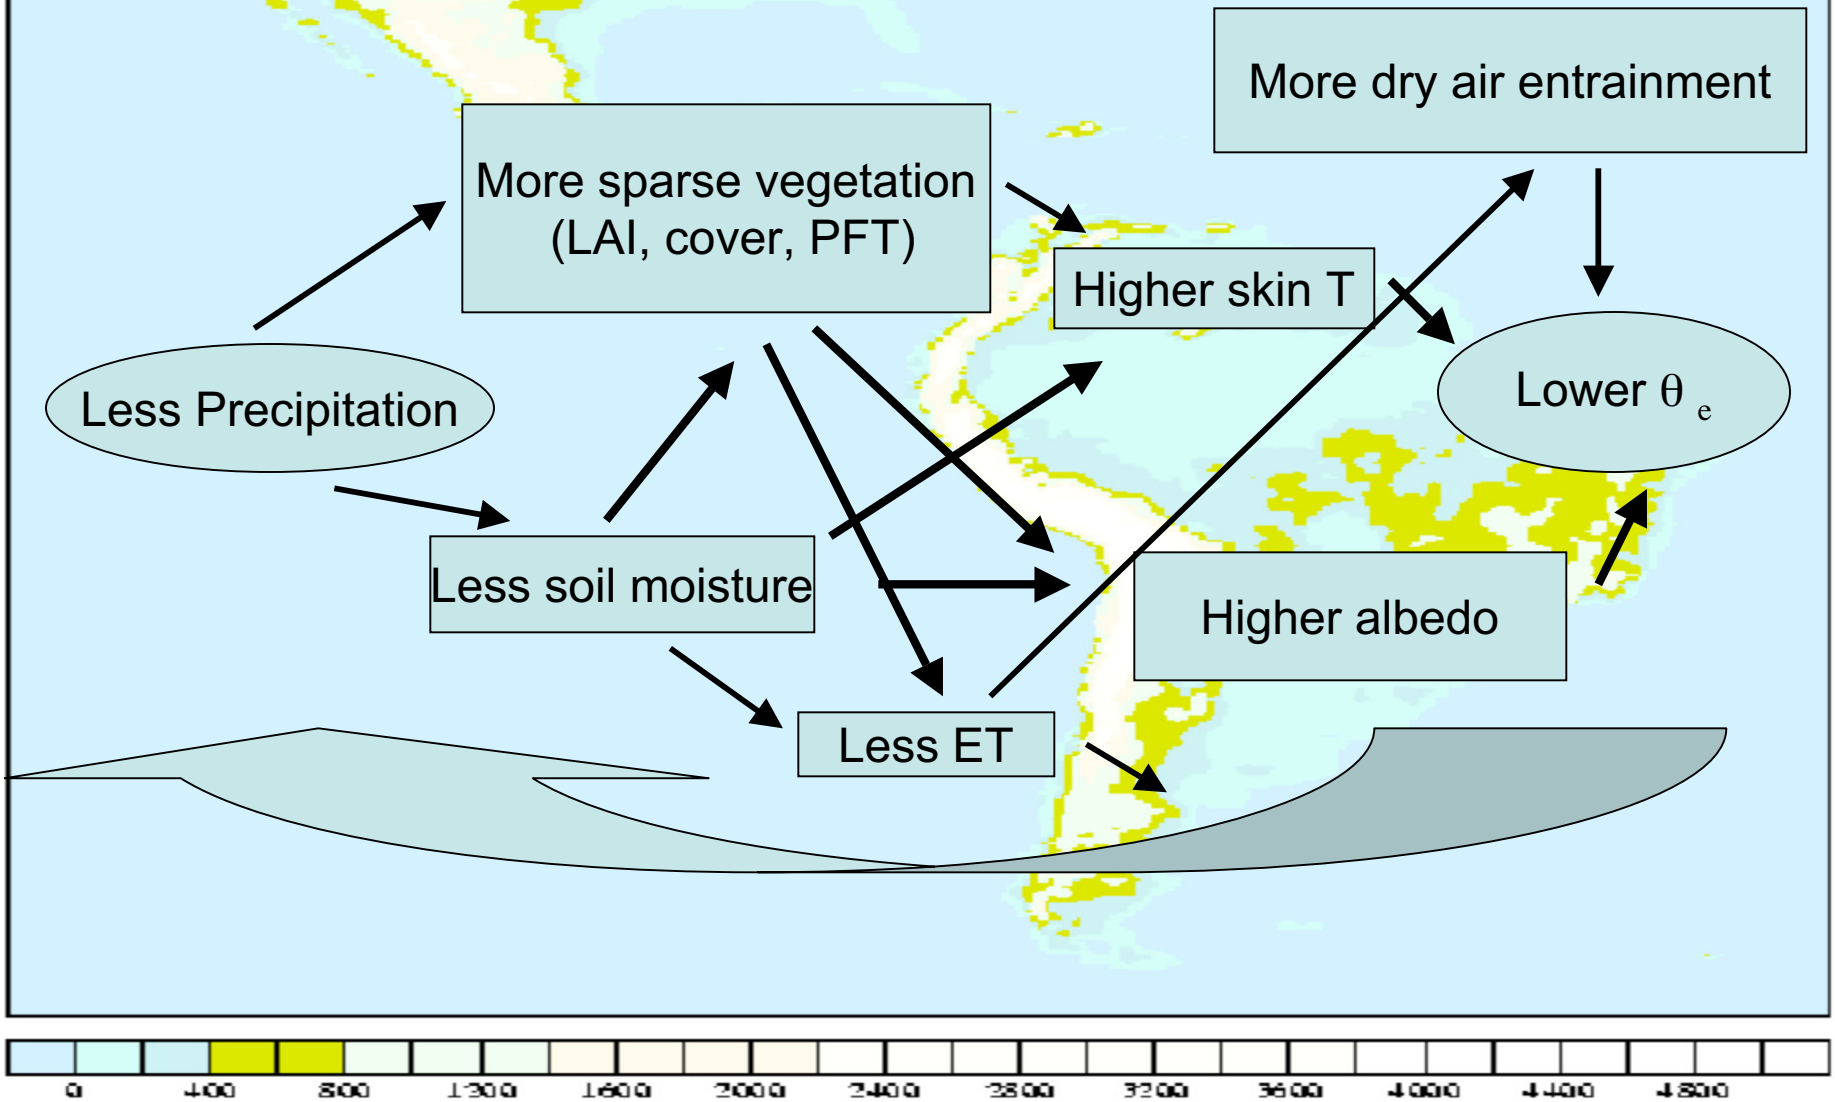 More dry air entrainment
More sparse vegetation
(LAI, cover, PFT)
Higher skin T
Less Precipitation
Lower θ e
Less soil moisture
Higher albedo
Less ET
0 400 800 1200 1600 2000 2400 2800 3200 3600 4000 4400 4800